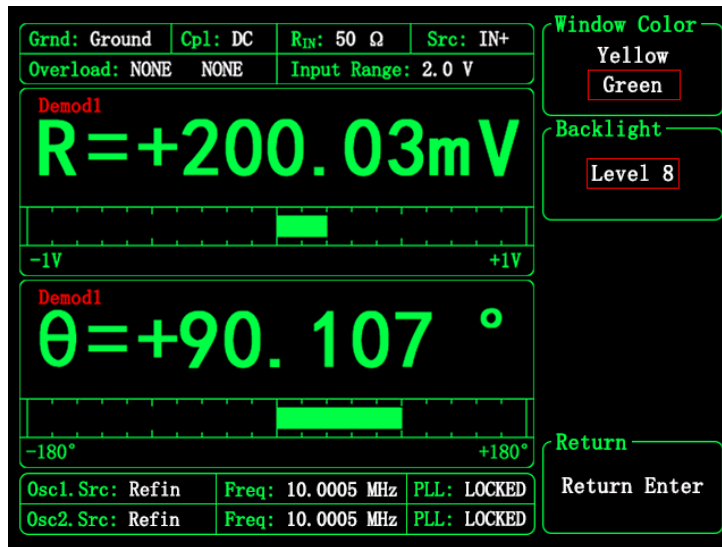 Grnd: Ground Cpl: DC R_IN: 50 Ω Src: IN+
Overload: NONE NONE Input Range: 2.0 V
Demod1
R=+200.03mV
-1V +1V
Demod1
θ=+90.107 °
-180° +180°
Osc1.Src: Refin Freq: 10.0005 MHz PLL: LOCKED
Osc2.Src: Refin Freq: 10.0005 MHz PLL: LOCKED
Window Color
Yellow
Green
Backlight
Level 8
Return
Return Enter